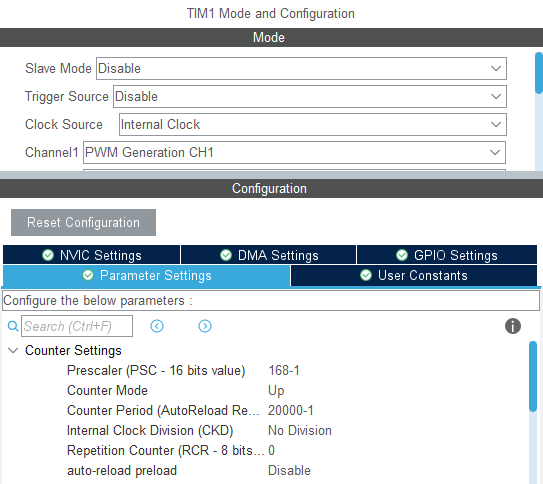 TIM1 Mode and Configuration
Mode
Slave Mode Disable
Trigger Source Disable
Clock Source Internal Clock
Channel1 PWM Generation CH1
Configuration
Reset Configuration
NVIC Settings DMA Settings GPIO Settings
Parameter Settings User Constants
Configure the below parameters :
Search (Ctrl+F)
Counter Settings
Prescaler (PSC - 16 bits value) 168-1
Counter Mode Up
Counter Period (AutoReload Re... 20000-1
Internal Clock Division (CKD) No Division
Repetition Counter (RCR - 8 bits... 0
auto-reload preload Disable